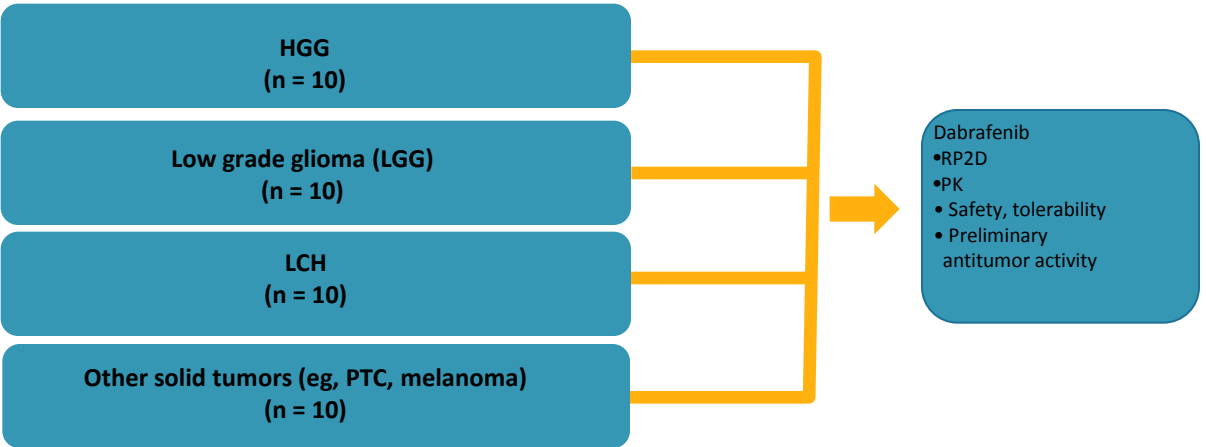 HGG
(n = 10)
Low grade glioma (LGG)
(n = 10)
LCH
(n = 10)
Other solid tumors (eg, PTC, melanoma)
(n = 10)
Dabrafenib
•RP2D
•PK
• Safety, tolerability
• Preliminary
antitumor activity